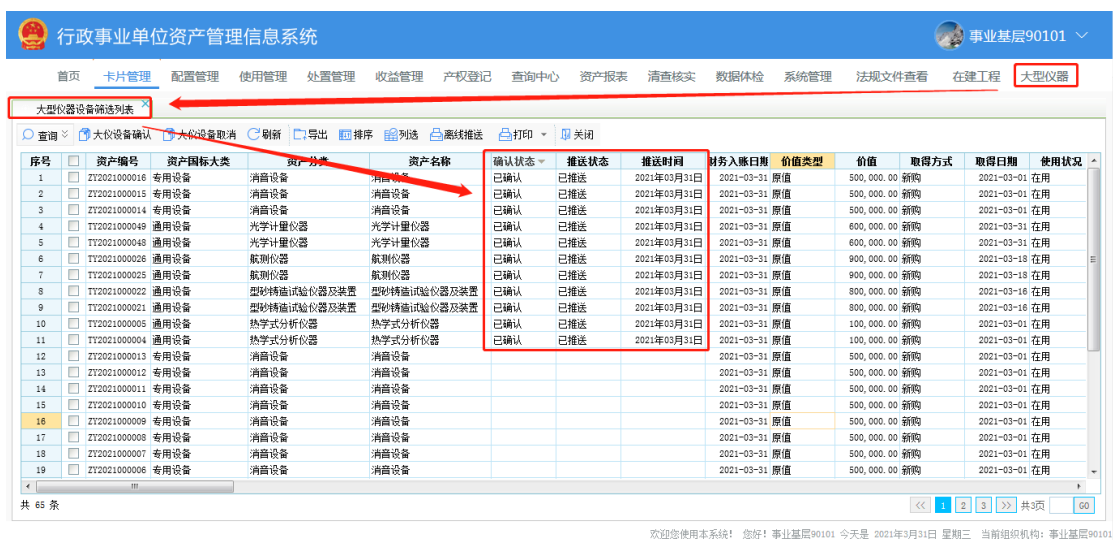 行政事业单位资产管理信息系统 事业基层90101
首页 卡片管理 配置管理 使用管理 处置管理 收益管理 产权登记 查询中心 资产报表 清查核实 数据体检 系统管理 法规文件查看 在建工程 大型仪器
大型仪器设备筛选列表
查询 大仪设备确认 大仪设备取消 刷新 导出 排序 列选 离线推送 打印 关闭
序号 资产编号 资产国标大类 资产分类 资产名称 确认状态 推送状态 推送时间 财务入账日期 价值类型 价值 取得方式 取得日期 使用状况
1 ZY2021000016 专用设备 消音设备 消音设备 已确认 已推送 2021年03月31日 2021-03-31 原值 500,000.00 新购 2021-03-01 在用
2 ZY2021000015 专用设备 消音设备 消音设备 已确认 已推送 2021年03月31日 2021-03-31 原值 500,000.00 新购 2021-03-01 在用
3 ZY2021000014 专用设备 消音设备 消音设备 已确认 已推送 2021年03月31日 2021-03-31 原值 500,000.00 新购 2021-03-01 在用
4 TY2021000049 通用设备 光学计量仪器 光学计量仪器 已确认 已推送 2021年03月31日 2021-03-31 原值 600,000.00 新购 2021-03-31 在用
5 TY2021000048 通用设备 光学计量仪器 光学计量仪器 已确认 已推送 2021年03月31日 2021-03-31 原值 600,000.00 新购 2021-03-31 在用
6 TY2021000026 通用设备 航测仪器 航测仪器 已确认 已推送 2021年03月31日 2021-03-31 原值 900,000.00 新购 2021-03-18 在用
7 TY2021000025 通用设备 航测仪器 航测仪器 已确认 已推送 2021年03月31日 2021-03-31 原值 900,000.00 新购 2021-03-18 在用
8 TY2021000022 通用设备 型砂铸造试验仪器及装置 型砂铸造试验仪器及装置 已确认 已推送 2021年03月31日 2021-03-31 原值 800,000.00 新购 2021-03-16 在用
9 TY2021000021 通用设备 型砂铸造试验仪器及装置 型砂铸造试验仪器及装置 已确认 已推送 2021年03月31日 2021-03-31 原值 800,000.00 新购 2021-03-16 在用
10 TY2021000005 通用设备 热学式分析仪器 热学式分析仪器 已确认 已推送 2021年03月31日 2021-03-31 原值 100,000.00 新购 2021-03-01 在用
11 TY2021000004 通用设备 热学式分析仪器 热学式分析仪器 已确认 已推送 2021年03月31日 2021-03-31 原值 100,000.00 新购 2021-03-01 在用
12 ZY2021000013 专用设备 消音设备 消音设备 2021-03-31 原值 500,000.00 新购 2021-03-01 在用
13 ZY2021000012 专用设备 消音设备 消音设备 2021-03-31 原值 500,000.00 新购 2021-03-01 在用
14 ZY2021000011 专用设备 消音设备 消音设备 2021-03-31 原值 500,000.00 新购 2021-03-01 在用
15 ZY2021000010 专用设备 消音设备 消音设备 2021-03-31 原值 500,000.00 新购 2021-03-01 在用
16 ZY2021000009 专用设备 消音设备 消音设备 2021-03-31 原值 500,000.00 新购 2021-03-01 在用
17 ZY2021000008 专用设备 消音设备 消音设备 2021-03-31 原值 500,000.00 新购 2021-03-01 在用
18 ZY2021000007 专用设备 消音设备 消音设备 2021-03-31 原值 500,000.00 新购 2021-03-01 在用
19 ZY2021000006 专用设备 消音设备 消音设备 2021-03-31 原值 500,000.00 新购 2021-03-01 在用
共 65 条 << 1 2 3 >> 共3页 GO
欢迎您使用本系统! 您好! 事业基层90101 今天是 2021年3月31日 星期三 当前组织机构: 事业基层90101